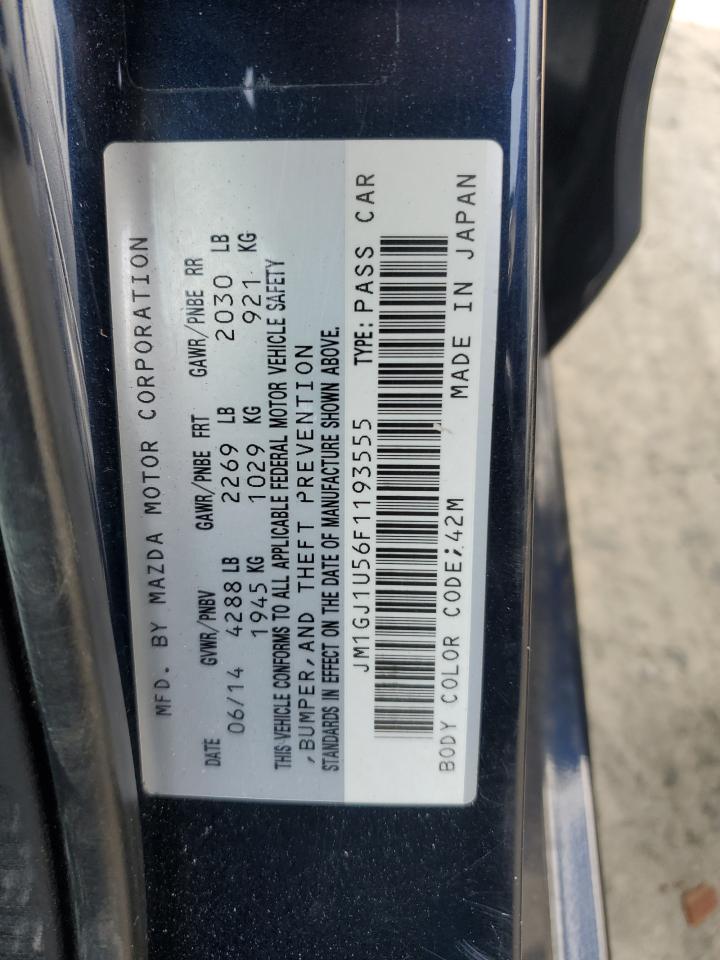 MFD. BY MAZDA MOTOR CORPORATION
DATE GVWR/PNBV GAWR/PNBE FRT GAWR/PNBE RR
06/14 4288 LB 2269 LB 2030 LB
1945 KG 1029 KG 921 KG
THIS VEHICLE CONFORMS TO ALL APPLICABLE FEDERAL MOTOR VEHICLE SAFETY
,BUMPER,AND THEFT PREVENTION
STANDARDS IN EFFECT ON THE DATE OF MANUFACTURE SHOWN ABOVE.
JM1GJ1U56F1193555 TYPE: PASS CAR
BODY COLOR CODE;42M MADE IN JAPAN